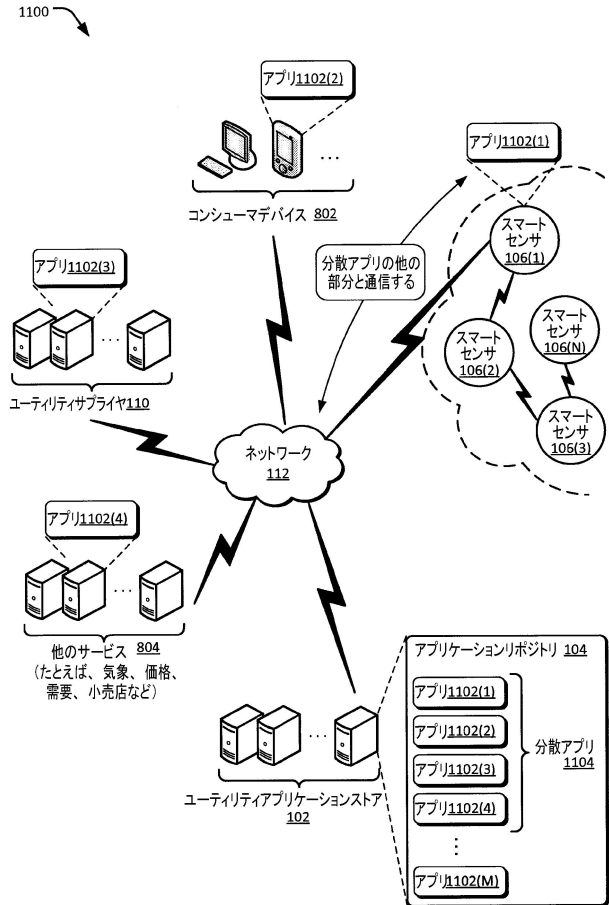 1100
アプリ1102(2)
コンシューマデバイス 802
アプリ1102(1)
スマート
センサ
106(1)
分散アプリの他の
部分と通信する
アプリ1102(3)
ユーティリティサプライヤ110
スマート
センサ
106(2)
スマート
センサ
106(N)
スマート
センサ
106(3)
ネットワーク
112
アプリ1102(4)
他のサービス 804
(たとえば、気象、価格、
需要、小売店など)
ユーティリティアプリケーションストア
102
アプリケーションリポジトリ 104
アプリ1102(1)
アプリ1102(2)
アプリ1102(3)
アプリ1102(4)
分散アプリ
1104
アプリ1102(M)